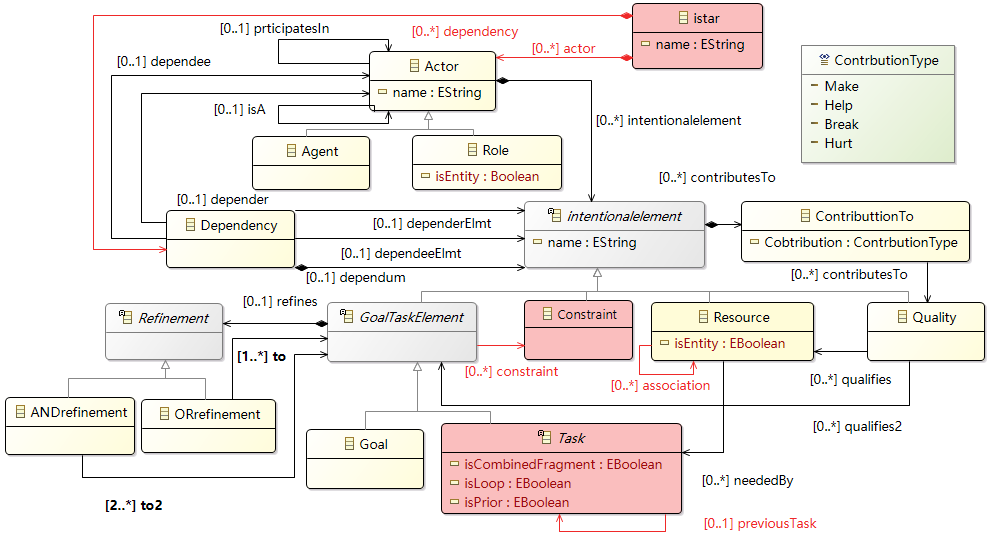 [0..1] prticipatesIn
[0..*] dependency
istar
name : EString
[0..*] actor
[0..1] dependee
Actor
name : EString
[0..1] isA
[0..*] intentionalelement
ContrbutionType
Make
Help
Break
Hurt
Agent
Role
isEntity : Boolean
[0..*] contributesTo
[0..1] depender
Dependency
[0..1] dependerElmt
[0..1] dependeeElmt
[0..1] dependum
intentionalelement
name : EString
ContributtionTo
Cobtribution : ContrbutionType
[0..*] contributesTo
[0..1] refines
Refinement
GoalTaskElement
Constraint
Resource
isEntity : EBoolean
Quality
[1..*] to
[0..*] constraint
[0..*] association
[0..*] qualifies
ANDrefinement
ORrefinement
[0..*] qualifies2
Goal
Task
isCombinedFragment : EBoolean
isLoop : EBoolean
isPrior : EBoolean
[0..*] neededBy
[2..*] to2
[0..1] previousTask